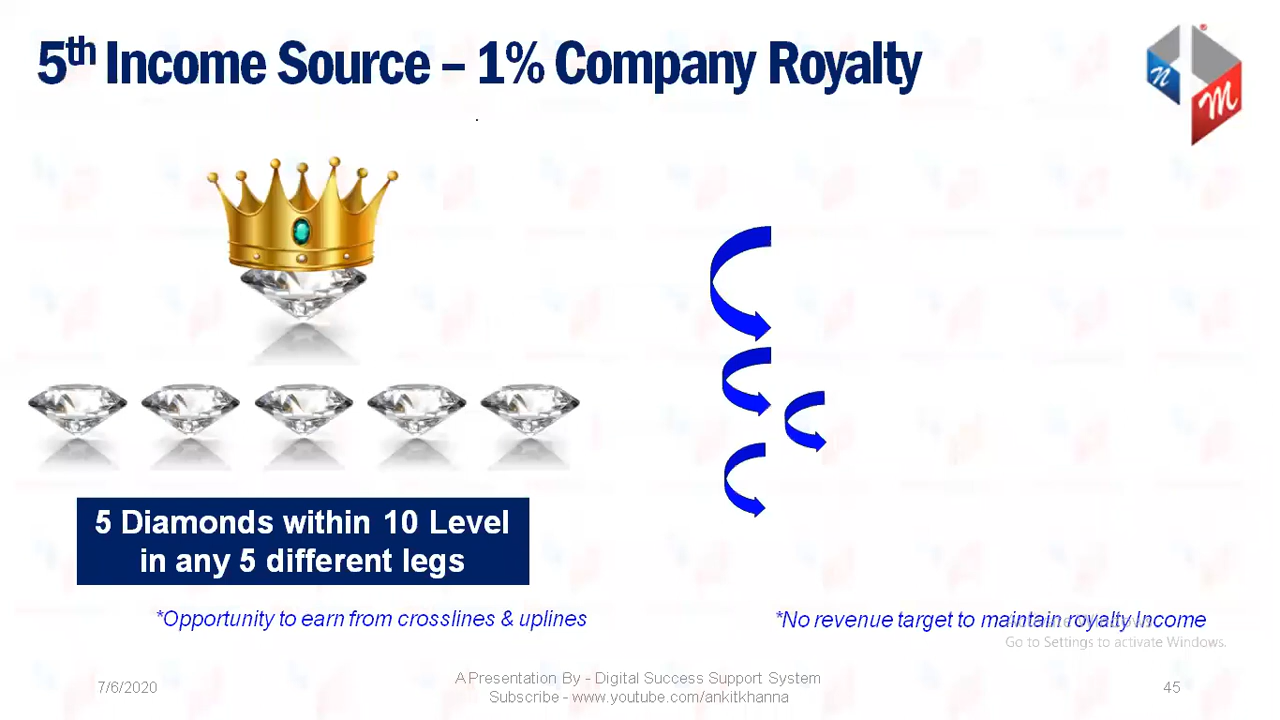 5th Income Source – 1% Company Royalty
n
M
5 Diamonds within 10 Level
in any 5 different legs
*Opportunity to earn from crosslines & uplines
*No revenue target to maintain royalty Income
Activate Windows
Go to Settings to activate Windows.
7/6/2020
A Presentation By - Digital Success Support System
Subscribe - www.youtube.com/ankitkhanna
45